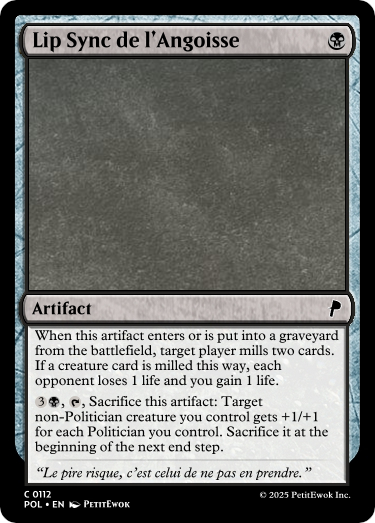 Lip Sync de l'Angoisse
Artifact
When this artifact enters or is put into a graveyard
from the battlefield, target player mills two cards.
If a creature card is milled this way, each
opponent loses 1 life and you gain 1 life.
3, Sacrifice this artifact: Target
non-Politician creature you control gets +1/+1
for each Politician you control. Sacrifice it at the
beginning of the next end step.
“Le pire risque, c'est celui de ne pas en prendre.”
C 0112
POL • EN PetitEwok
© 2025 PetitEwok Inc.